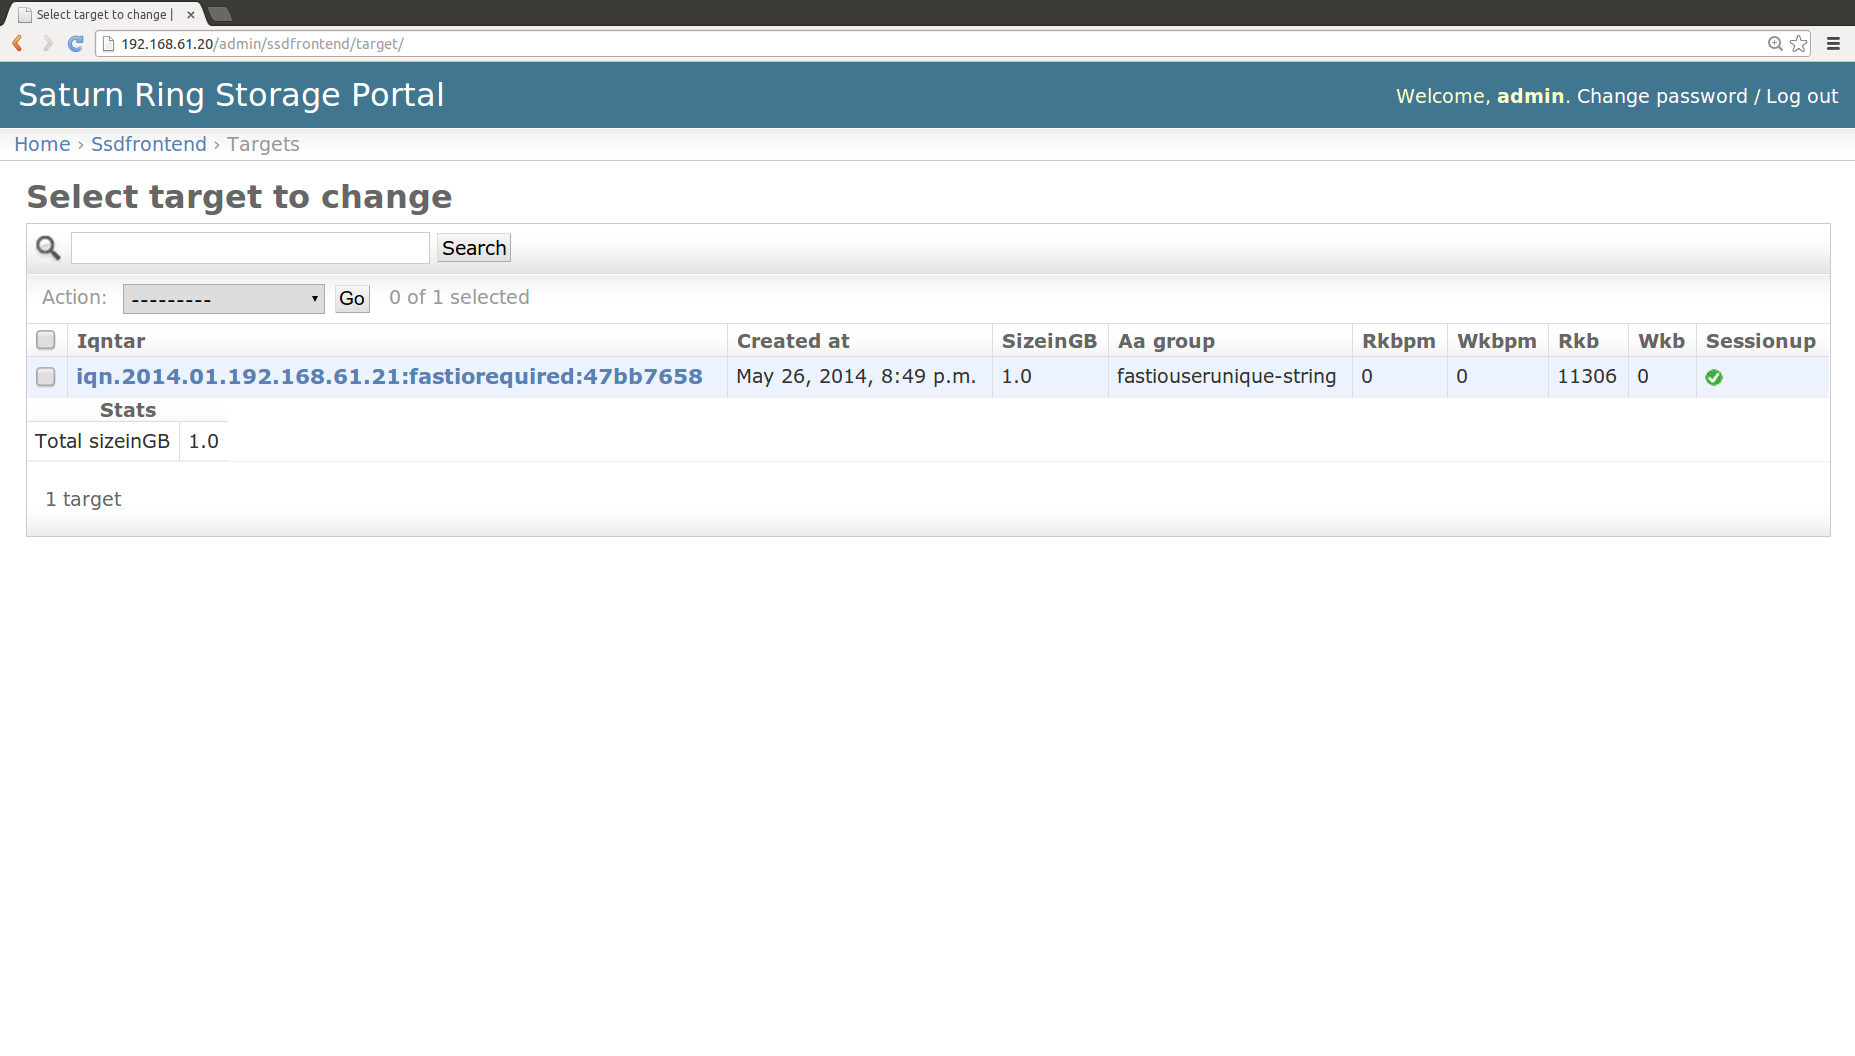 Select target to change |
192.168.61.20/admin/ssdfrontend/target/
Saturn Ring Storage Portal
Welcome, admin. Change password / Log out
Home › Ssdfrontend › Targets
Select target to change
Search
Action: --------- Go 0 of 1 selected
Iqntar Created at SizeinGB Aa group Rkbpm Wkbpm Rkb Wkb Sessionup
iqn.2014.01.192.168.61.21:fastiorequired:47bb7658 May 26, 2014, 8:49 p.m. 1.0 fastiouserunique-string 0 0 11306 0
Stats
Total sizeinGB 1.0
1 target